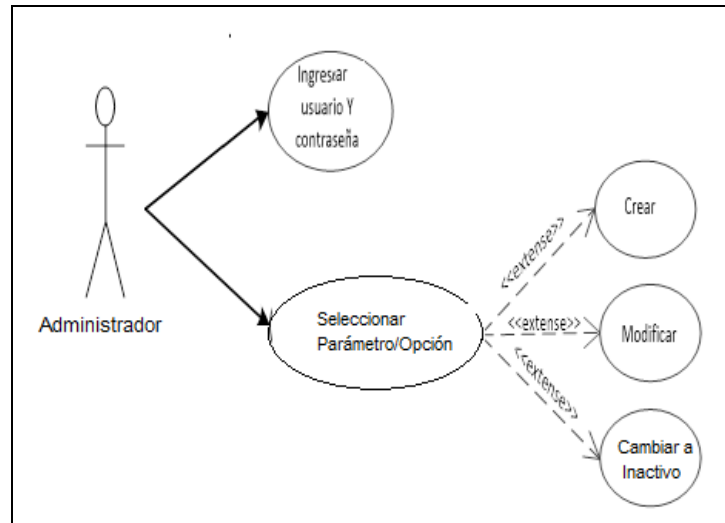 Ingresar
usuario Y
contraseña
Crear
<<extense>>
Administrador
Seleccionar
Parámetro/Opción
<<extense>>
Modificar
<<extense>>
Cambiar a
Inactivo